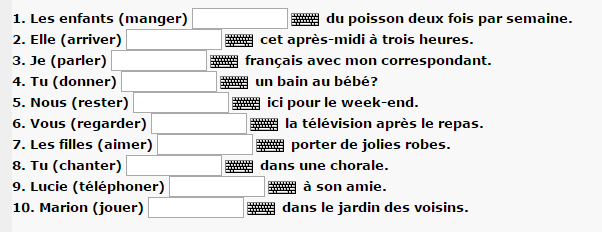 1. Les enfants (manger) du poisson deux fois par semaine.
2. Elle (arriver) cet après-midi à trois heures.
3. Je (parler) français avec mon correspondant.
4. Tu (donner) un bain au bébé?
5. Nous (rester) ici pour le week-end.
6. Vous (regarder) la télévision après le repas.
7. Les filles (aimer) porter de jolies robes.
8. Tu (chanter) dans une chorale.
9. Lucie (téléphoner) à son amie.
10. Marion (jouer) dans le jardin des voisins.